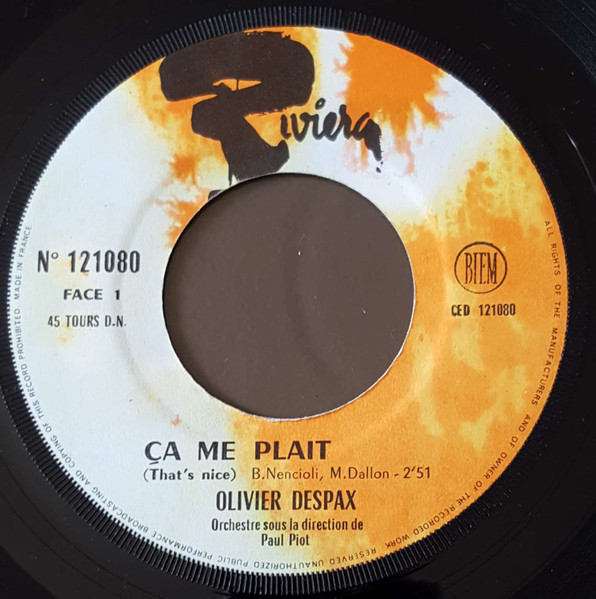 Riviera
N° 121080
FACE 1
45 TOURS D.N.
BIEM
CED 121080
ÇA ME PLAIT
(That's nice) B.Nencioli, M.Dallon - 2'51
OLIVIER DESPAX
Orchestre sous la direction de
Paul Piot
ALL RIGHTS OF THE MANUFACTURERS AND OF OWNER OF THE RECORDED WORK RESERVED UNAUTHORIZED PUBLIC PERFORMANCE BROADCASTING AND COPYING OF THIS RECORD PROHIBITED. MADE IN FRANCE